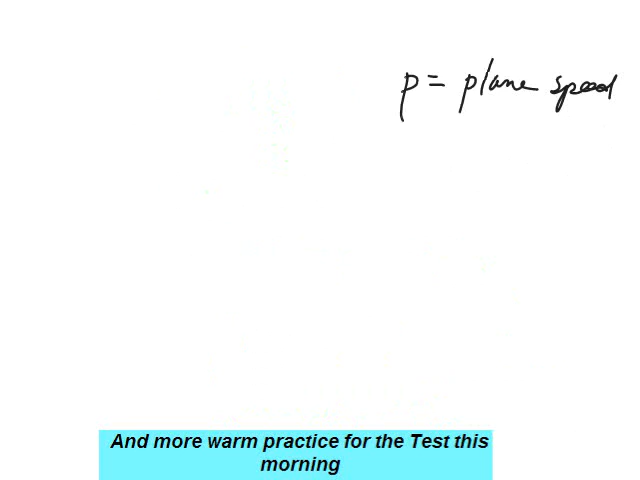 p = plane speed
And more warm practice for the Test this
morning